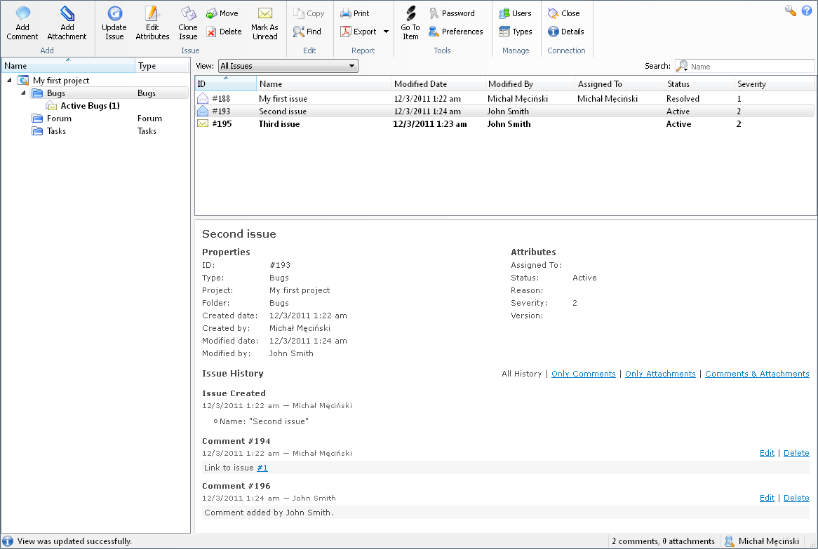 Add Comment
Add Attachment
Update Issue
Edit Attributes
Clone Issue
Move
Delete
Mark As Unread
Copy
Find
Print
Export
Go To Item
Password
Preferences
Users
Types
Close
Details
Add
Issue
Edit
Report
Tools
Manage
Connection
Name Type
My first project
Bugs Bugs
Active Bugs (1)
Forum Forum
Tasks Tasks
View: All Issues Search: Name
ID Name Modified Date Modified By Assigned To Status Severity
#188 My first issue 12/3/2011 1:22 am Michał Męciński Michał Męciński Resolved 1
#193 Second issue 12/3/2011 1:24 am John Smith Active 2
#195 Third issue 12/3/2011 1:23 am John Smith Active 2
Second issue
Properties Attributes
ID: #193 Assigned To:
Type: Bugs Status: Active
Project: My first project Reason:
Folder: Bugs Severity: 2
Created date: 12/3/2011 1:22 am Version:
Created by: Michał Męciński
Modified date: 12/3/2011 1:24 am
Modified by: John Smith
Issue History All History | Only Comments | Only Attachments | Comments & Attachments
Issue Created
12/3/2011 1:22 am — Michał Męciński
Name: "Second issue"
Comment #194
12/3/2011 1:22 am — Michał Męciński Edit | Delete
Link to issue #1
Comment #196
12/3/2011 1:24 am — John Smith Edit | Delete
Comment added by John Smith.
View was updated successfully. 2 comments, 0 attachments Michał Męciński